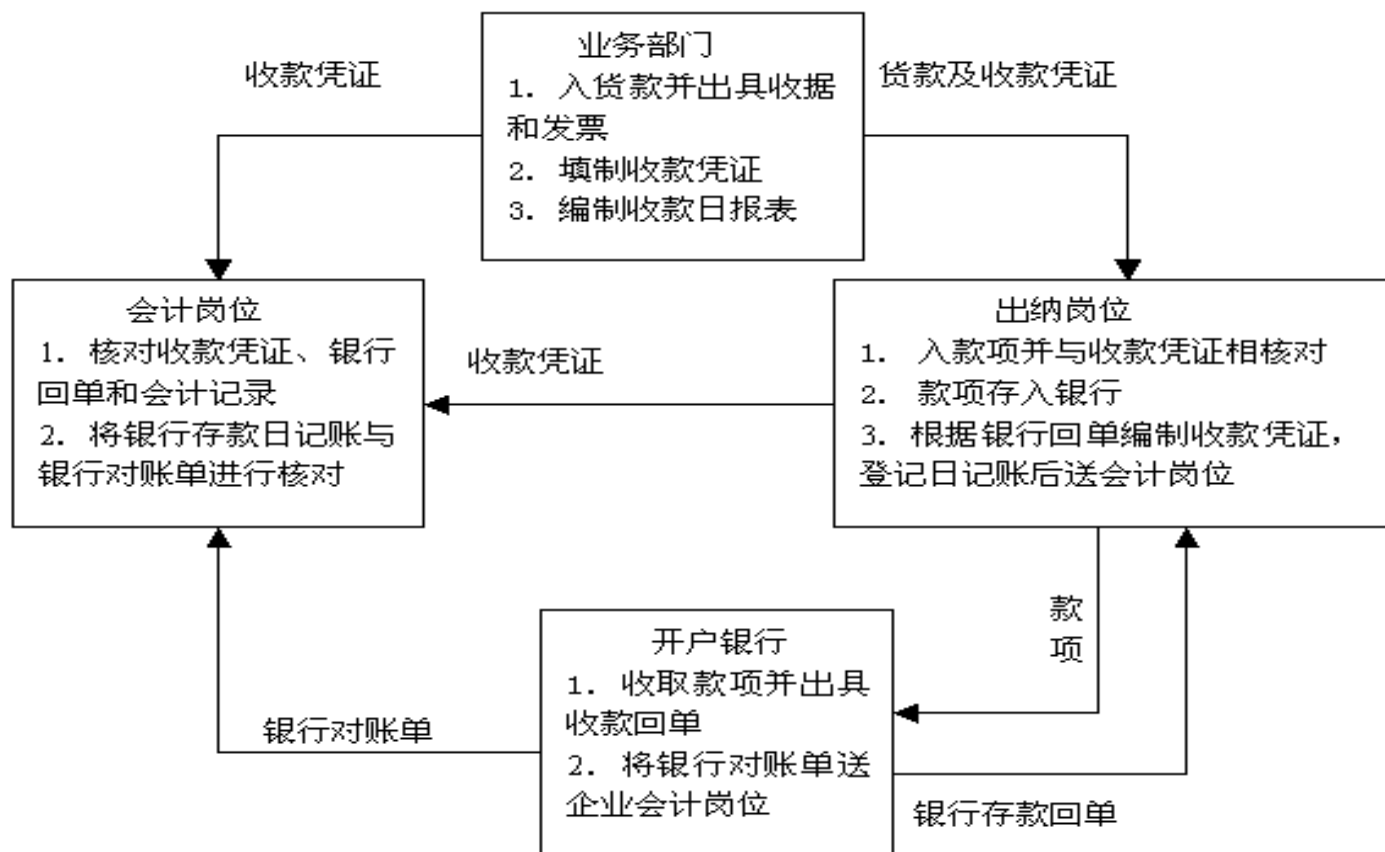 业务部门
1. 入货款并出具收据
和发票
2. 填制收款凭证
3. 编制收款日报表
收款凭证
货款及收款凭证
会计岗位
1. 核对收款凭证、银行
回单和会计记录
2. 将银行存款日记账与
银行对账单进行核对
收款凭证
出纳岗位
1. 入款项并与收款凭证相核对
2. 款项存入银行
3. 根据银行回单编制收款凭证，
登记日记账后送会计岗位
款
项
开户银行
1. 收取款项并出具
收款回单
2. 将银行对账单送
企业会计岗位
银行对账单
银行存款回单